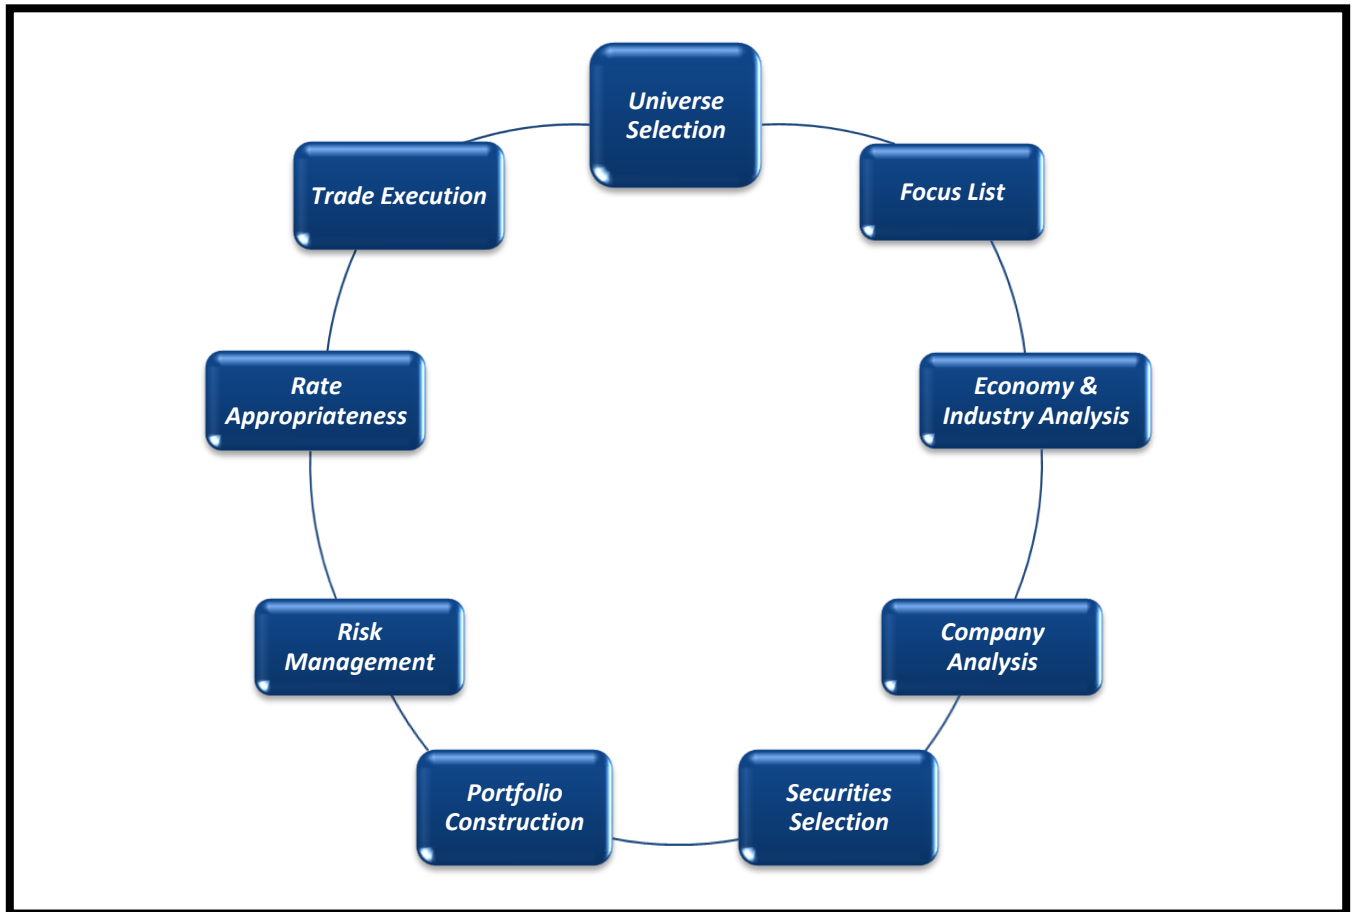 Universe
Selection
Focus List
Economy &
Industry Analysis
Company
Analysis
Securities
Selection
Portfolio
Construction
Risk
Management
Rate
Appropriateness
Trade Execution